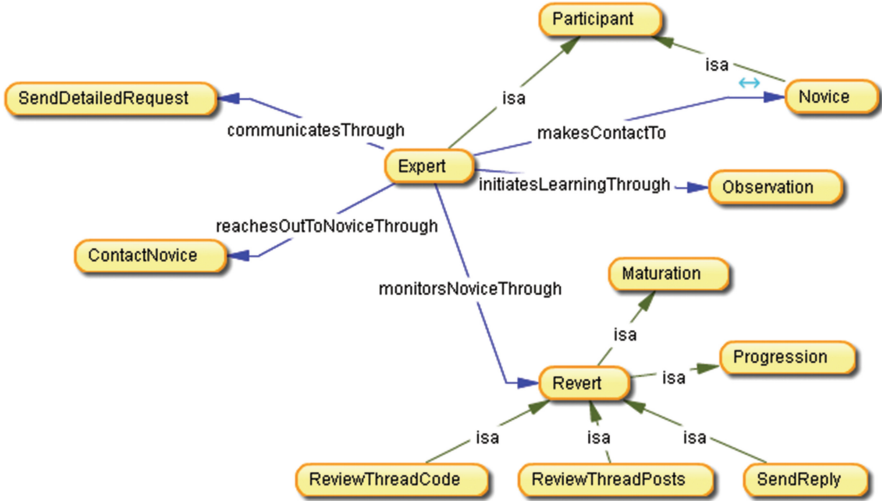 Participant
isa
SendDetailedRequest
isa
Novice
communicatesThrough
makesContactTo
Expert
initiatesLearningThrough
Observation
reachesOutToNoviceThrough
ContactNovice
Maturation
monitorsNoviceThrough
isa
Progression
Revert
isa
isa
isa
isa
ReviewThreadCode
ReviewThreadPosts
SendReply